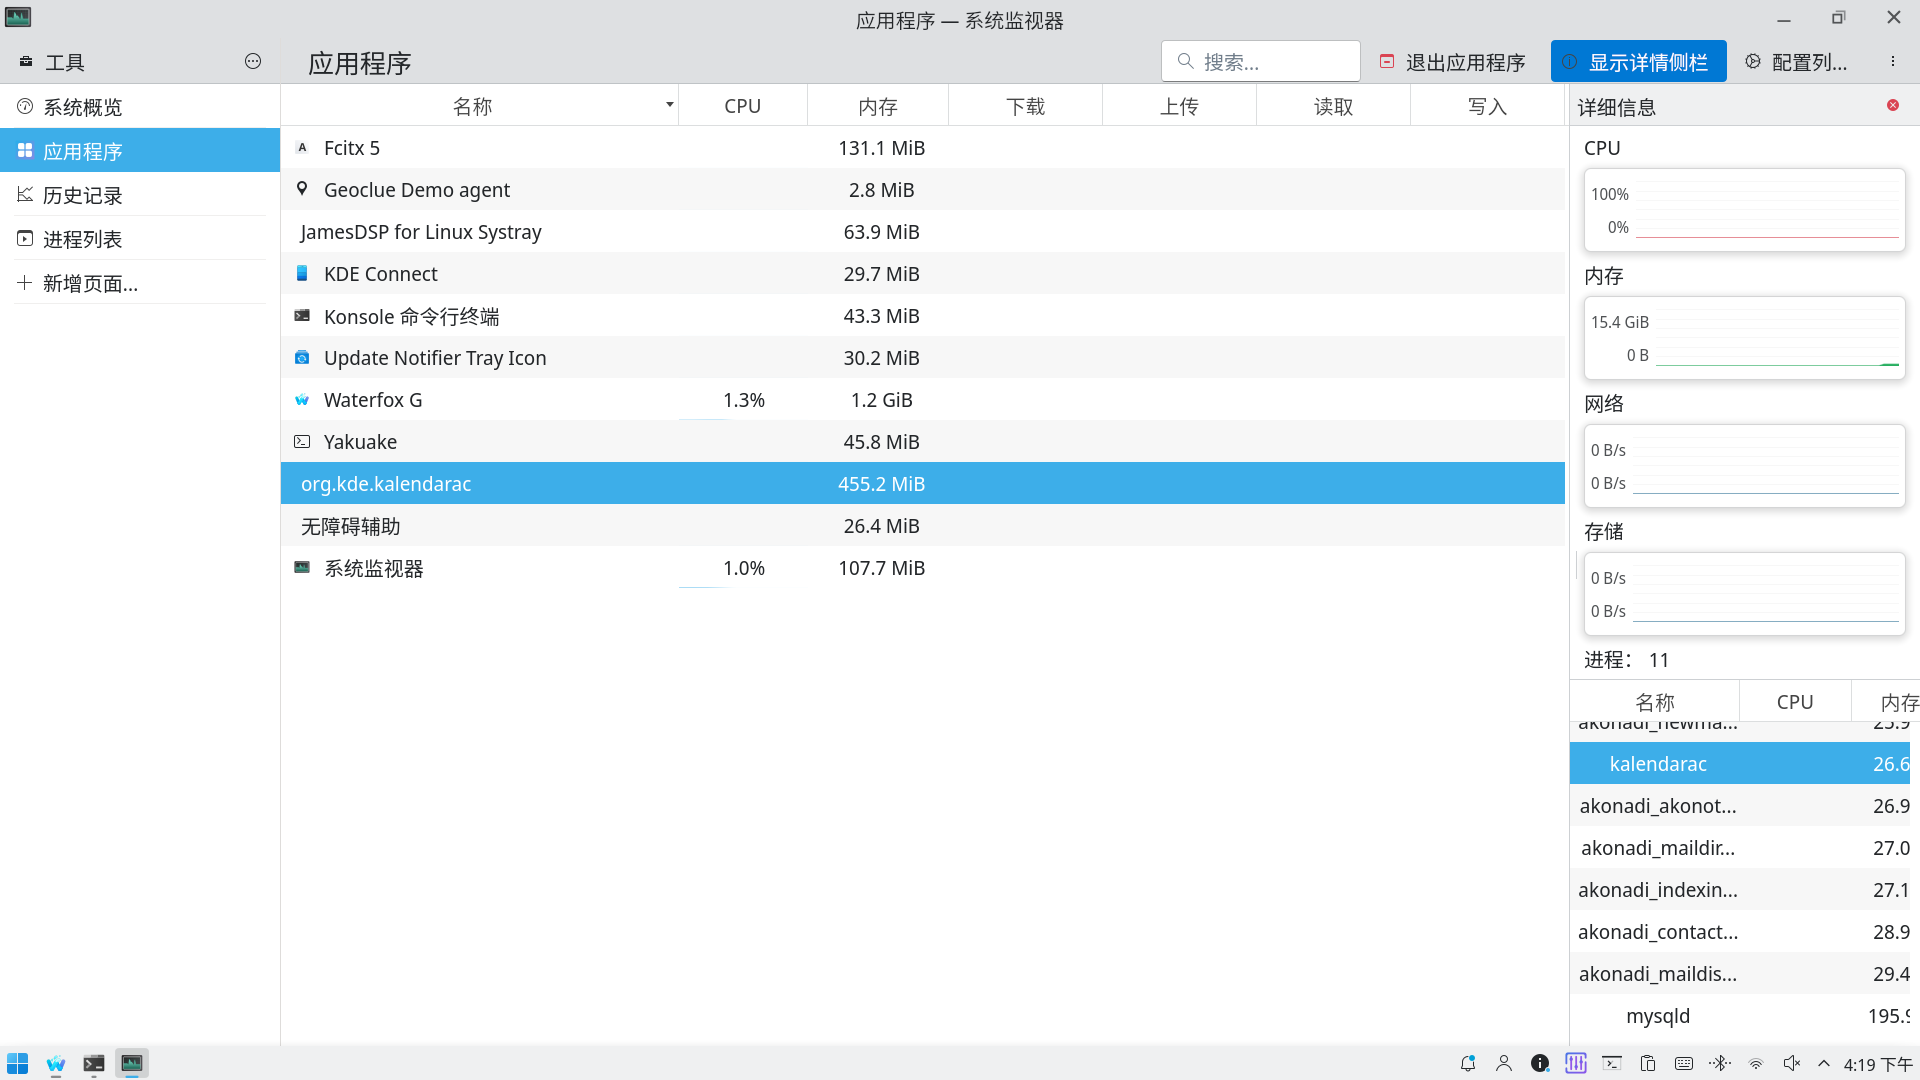 应用程序 — 系统监视器
工具
应用程序
搜索...
退出应用程序
显示详情侧栏
配置列...
系统概览
应用程序
历史记录
进程列表
新增页面...
名称 CPU 内存 下载 上传 读取 写入
Fcitx 5 131.1 MiB
Geoclue Demo agent 2.8 MiB
JamesDSP for Linux Systray 63.9 MiB
KDE Connect 29.7 MiB
Konsole 命令行终端 43.3 MiB
Update Notifier Tray Icon 30.2 MiB
Waterfox G 1.3% 1.2 GiB
Yakuake 45.8 MiB
org.kde.kalendarac 455.2 MiB
无障碍辅助 26.4 MiB
系统监视器 1.0% 107.7 MiB
详细信息
CPU
100%
0%
内存
15.4 GiB
0 B
网络
0 B/s
0 B/s
存储
0 B/s
0 B/s
进程： 11
名称 CPU 内存
akonadi_newma...
kalendarac 26.6
akonadi_akonot... 26.9
akonadi_maildir... 27.0
akonadi_indexin... 27.1
akonadi_contact... 28.9
akonadi_maildis... 29.4
mysqld 195.9
4:19 下午